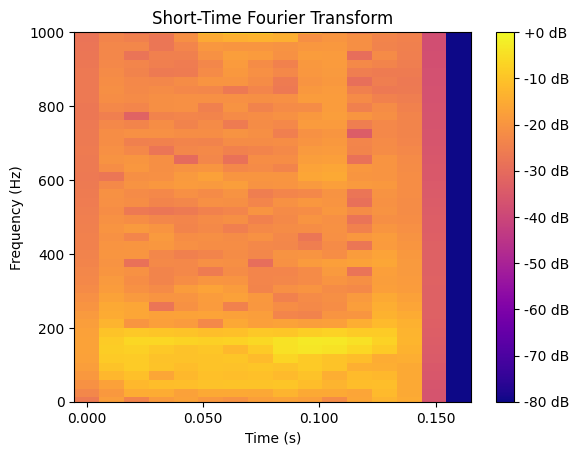 Short-Time Fourier Transform
1000
800
600
400
200
0
Frequency (Hz)
0.000
0.050
0.100
0.150
Time (s)
+0 dB
-10 dB
-20 dB
-30 dB
-40 dB
-50 dB
-60 dB
-70 dB
-80 dB